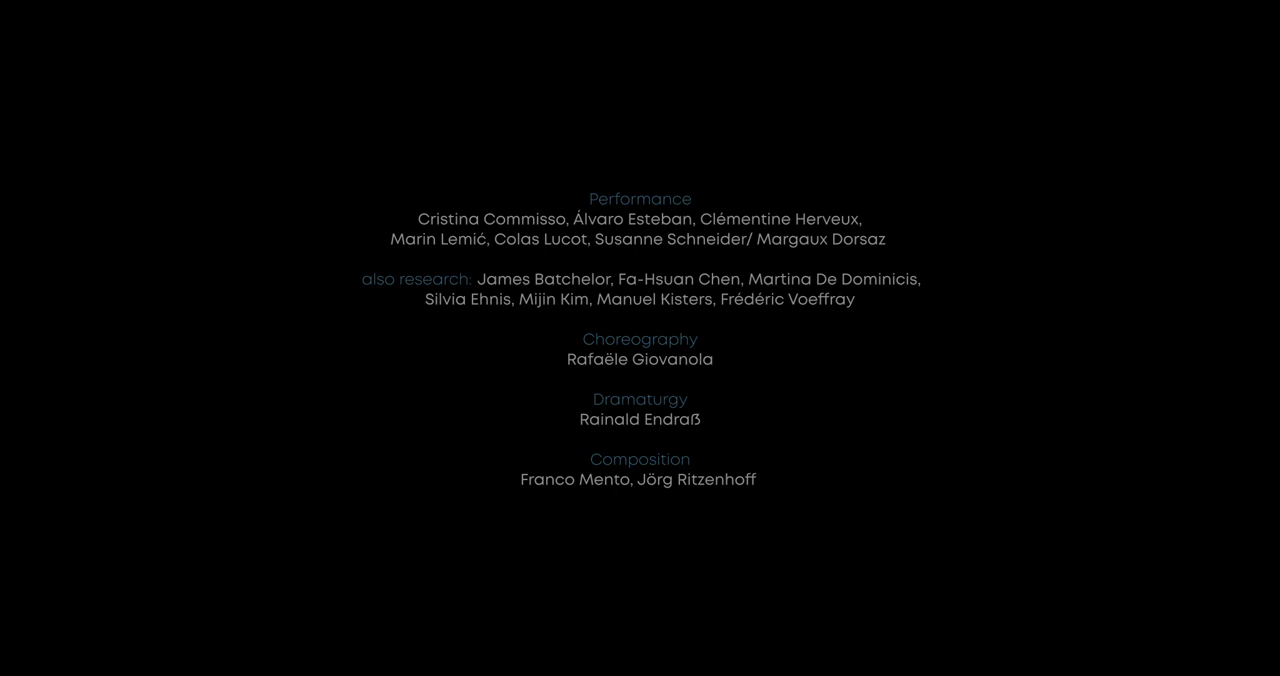 Performance
Cristina Commisso, Álvaro Esteban, Clémentine Herveux,
Marin Lemić, Colas Lucot, Susanne Schneider/ Margaux Dorsaz
also research: James Batchelor, Fa-Hsuan Chen, Martina De Dominicis,
Silvia Ehnis, Mijin Kim, Manuel Kisters, Frédéric Voeffray
Choreography
Rafaële Giovanola
Dramaturgy
Rainald Endraß
Composition
Franco Mento, Jörg Ritzenhoff